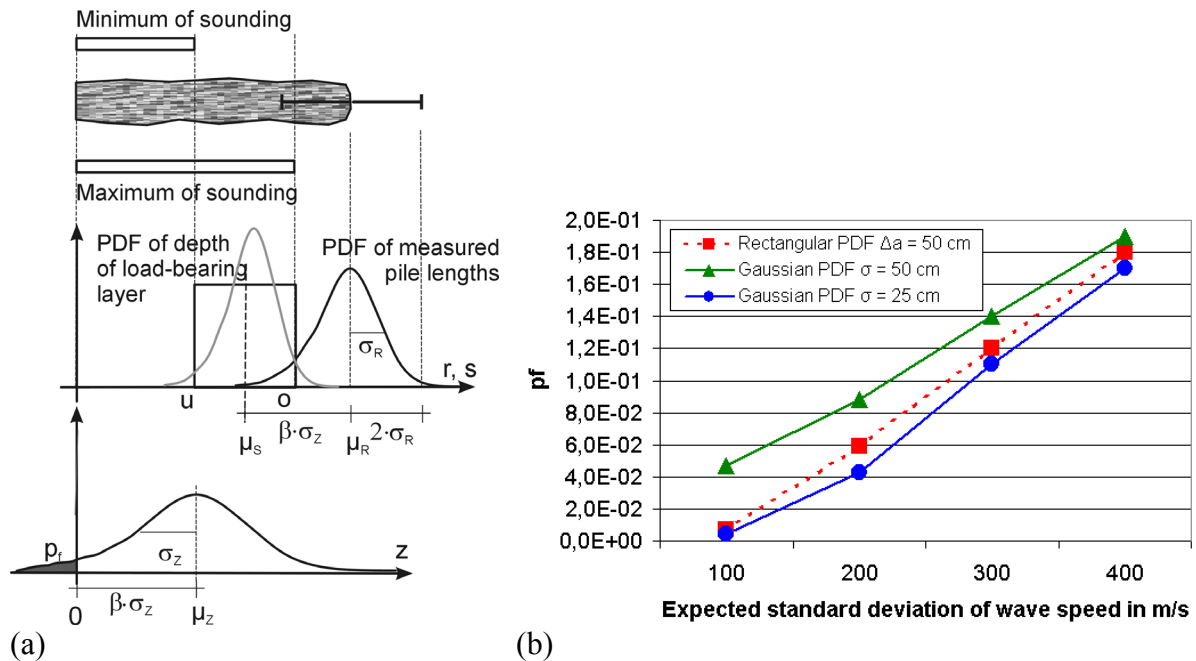 Minimum of sounding
Maximum of sounding
PDF of depth
of load-bearing
layer
PDF of measured
pile lengths
σR
r, s
u
o
μS
β·σZ
μR
2·σR
pf
σZ
z
0
β·σZ
μZ
(a)
2,0E-01
1,8E-01
1,6E-01
1,4E-01
1,2E-01
1,0E-01
8,0E-02
6,0E-02
4,0E-02
2,0E-02
0,0E+00
pf
Rectangular PDF Δa = 50 cm
Gaussian PDF σ = 50 cm
Gaussian PDF σ = 25 cm
100 200 300 400
Expected standard deviation of wave speed in m/s
(b)